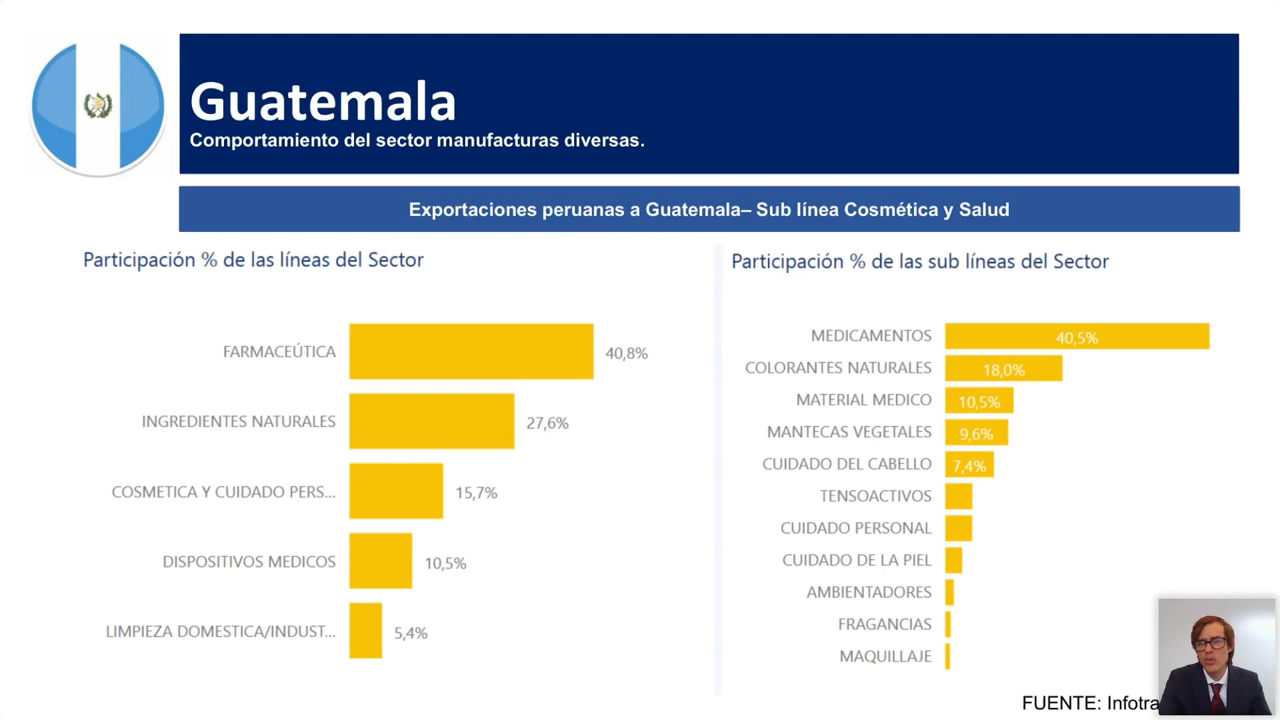 Guatemala
Comportamiento del sector manufacturas diversas.
Exportaciones peruanas a Guatemala– Sub línea Cosmética y Salud
Participación % de las líneas del Sector
FARMACEÚTICA 40,8%
INGREDIENTES NATURALES 27,6%
COSMETICA Y CUIDADO PERS... 15,7%
DISPOSITIVOS MEDICOS 10,5%
LIMPIEZA DOMESTICA/INDUST... 5,4%
Participación % de las sub líneas del Sector
MEDICAMENTOS 40,5%
COLORANTES NATURALES 18,0%
MATERIAL MEDICO 10,5%
MANTECAS VEGETALES 9,6%
CUIDADO DEL CABELLO 7,4%
TENSOACTIVOS
CUIDADO PERSONAL
CUIDADO DE LA PIEL
AMBIENTADORES
FRAGANCIAS
MAQUILLAJE
FUENTE: